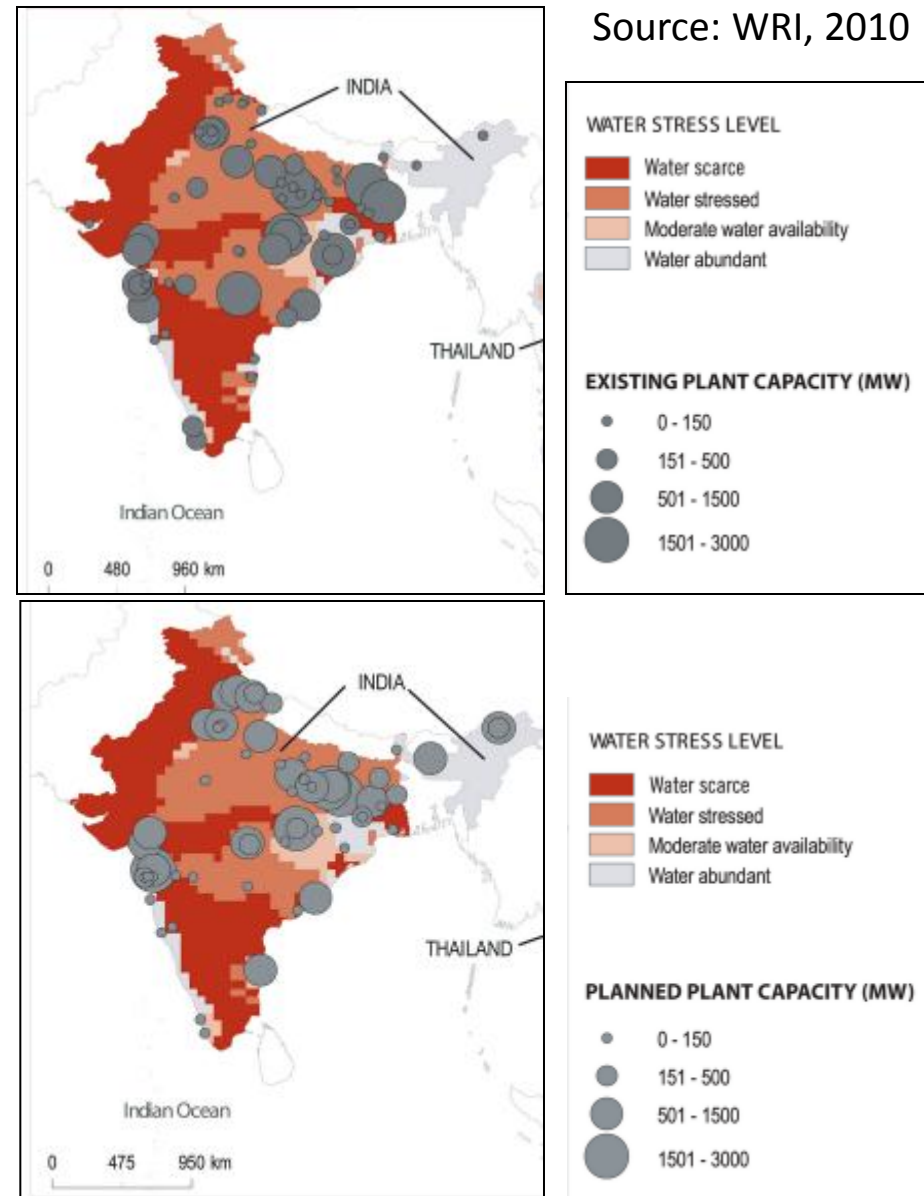 Source: WRI, 2010
INDIA
THAILAND
Indian Ocean
0 480 960 km
WATER STRESS LEVEL
Water scarce
Water stressed
Moderate water availability
Water abundant
EXISTING PLANT CAPACITY (MW)
0 - 150
151 - 500
501 - 1500
1501 - 3000
INDIA
THAILAND
Indian Ocean
0 475 950 km
WATER STRESS LEVEL
Water scarce
Water stressed
Moderate water availability
Water abundant
PLANNED PLANT CAPACITY (MW)
0 - 150
151 - 500
501 - 1500
1501 - 3000